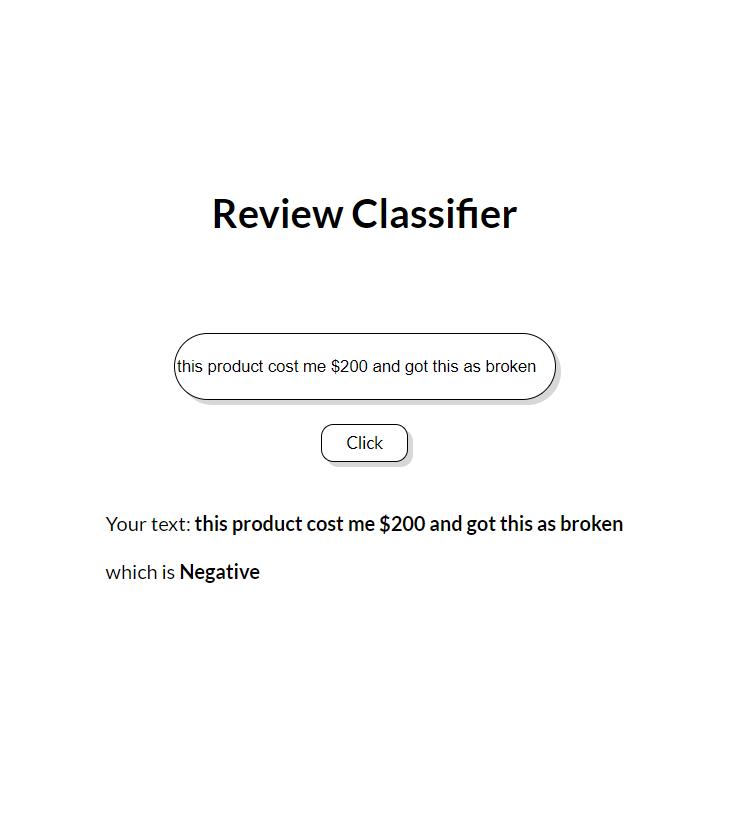 Review Classifier
this product cost me $200 and got this as broken
Click
Your text: this product cost me $200 and got this as broken
which is Negative